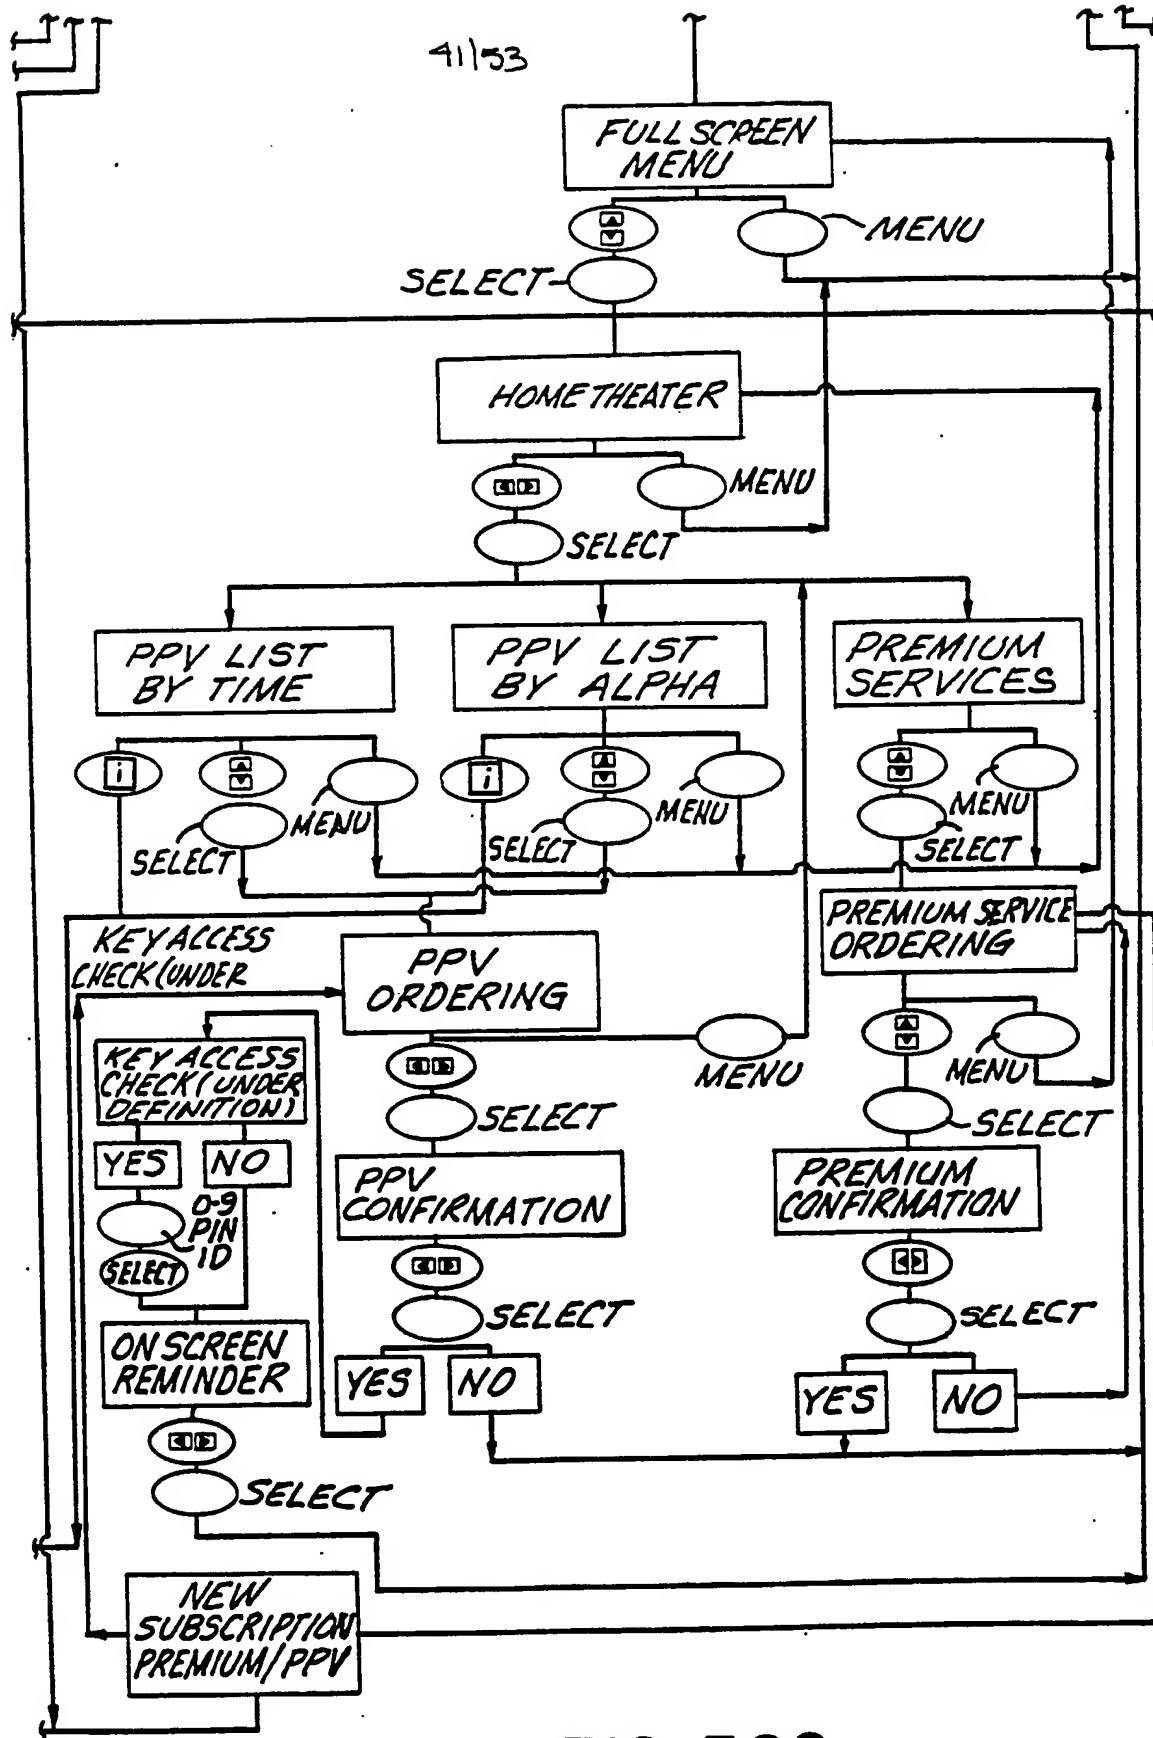 41/53
FULL SCREEN
MENU
MENU
SELECT
HOME THEATER
MENU
SELECT
PPV LIST
BY TIME
PPV LIST
BY ALPHA
PREMIUM
SERVICES
i
SELECT
MENU
i
SELECT
MENU
MENU
SELECT
KEY ACCESS
CHECK (UNDER
PPV
ORDERING
PREMIUM SERVICE
ORDERING
MENU
MENU
KEY ACCESS
CHECK (UNDER
DEFINITION)
SELECT
SELECT
YES
NO
PPV
CONFIRMATION
PREMIUM
CONFIRMATION
0-9
PIN
ID
SELECT
SELECT
SELECT
ON SCREEN
REMINDER
YES
NO
YES
NO
SELECT
NEW
SUBSCRIPTION
PREMIUM/PPV